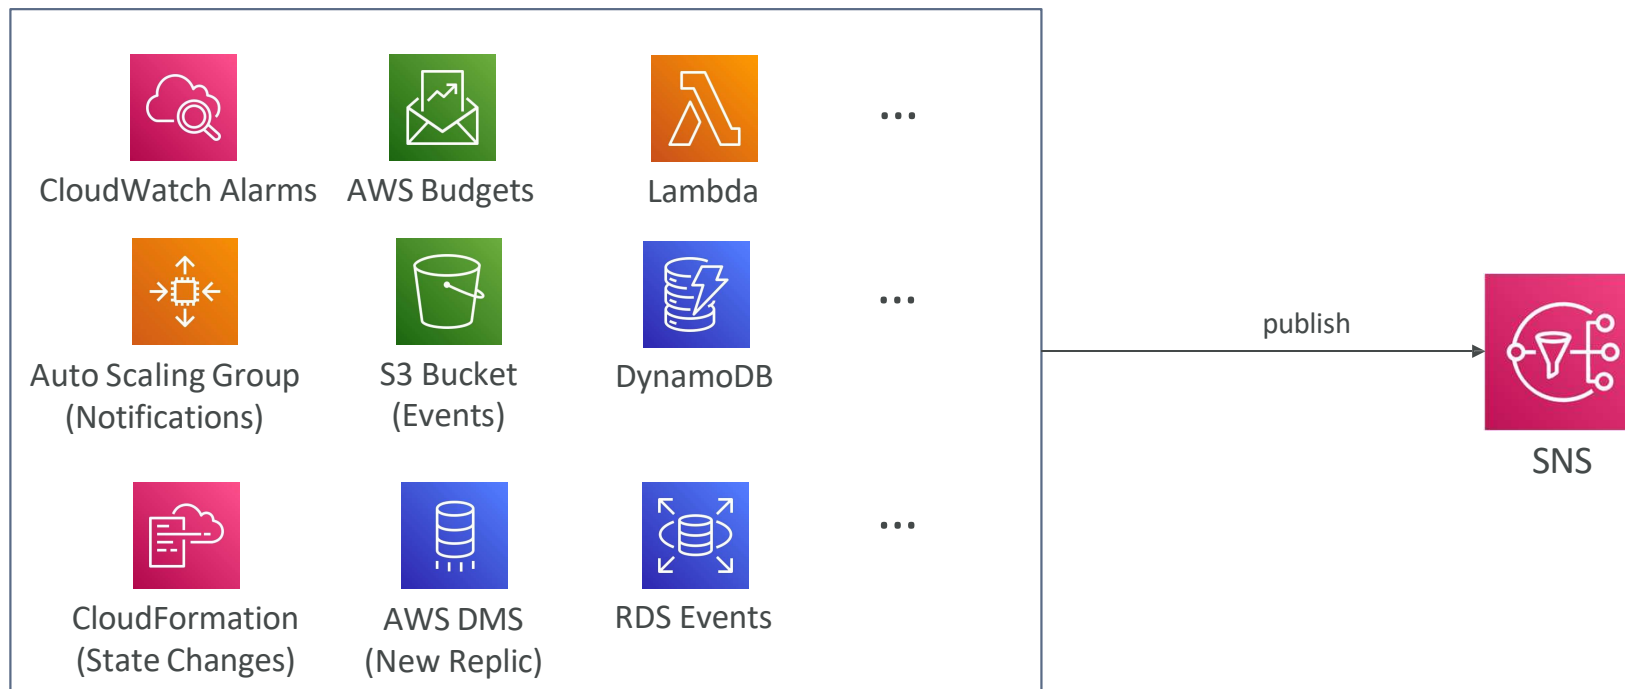 CloudWatch Alarms
AWS Budgets
Lambda
...
Auto Scaling Group
(Notifications)
S3 Bucket
(Events)
DynamoDB
...
CloudFormation
(State Changes)
AWS DMS
(New Replic)
RDS Events
...
publish
SNS